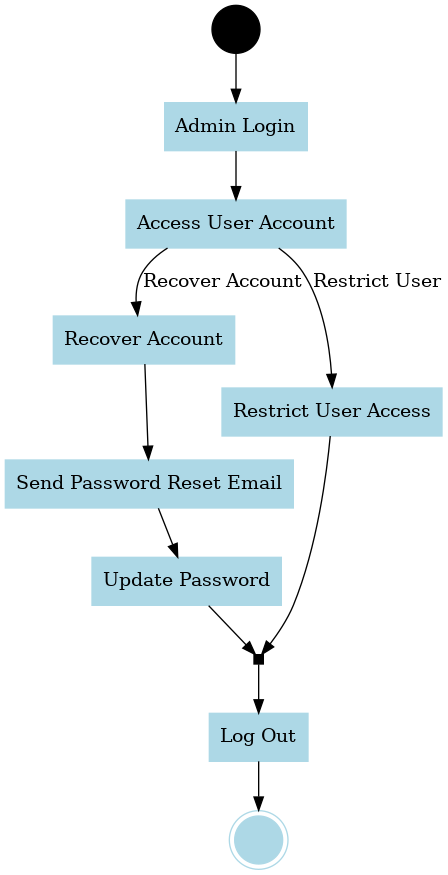 Admin Login
Access User Account
Recover Account
Restrict User
Recover Account
Restrict User Access
Send Password Reset Email
Update Password
Log Out